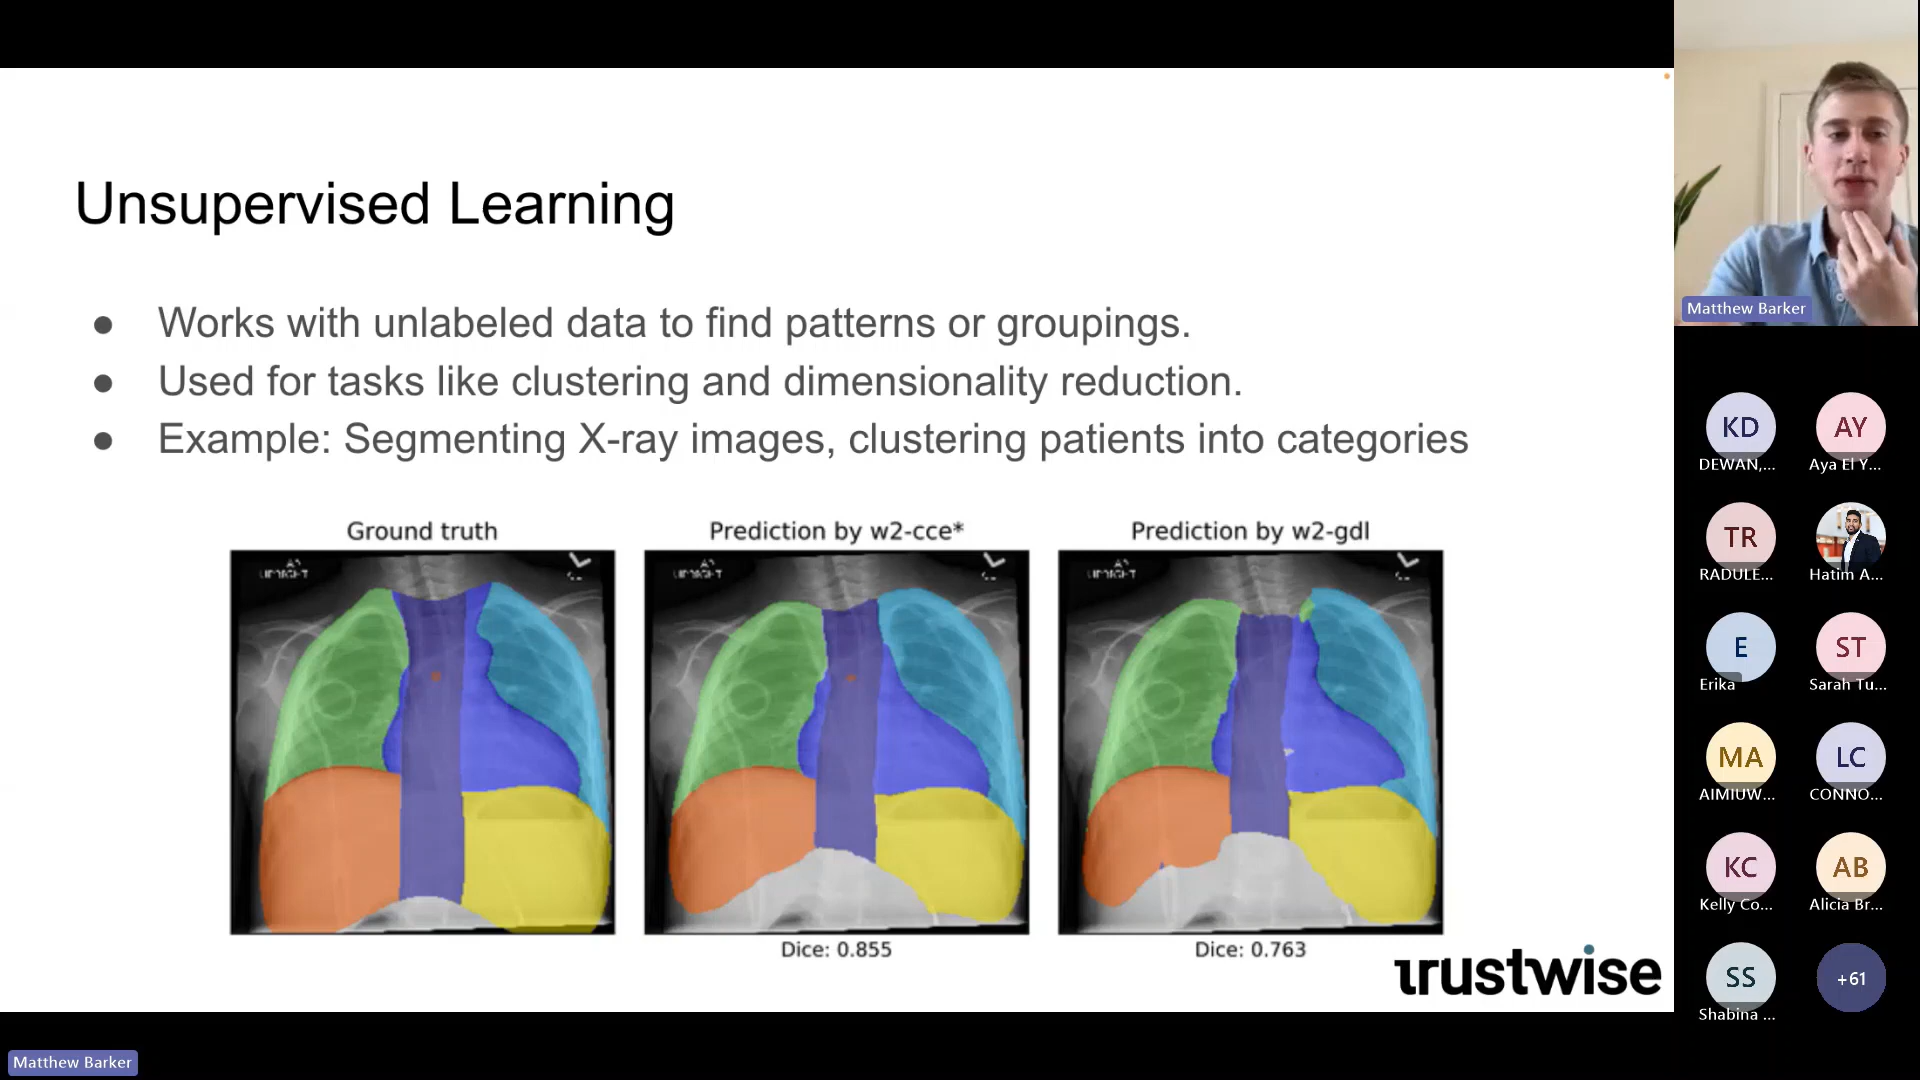 Unsupervised Learning
● Works with unlabeled data to find patterns or groupings.
● Used for tasks like clustering and dimensionality reduction.
● Example: Segmenting X-ray images, clustering patients into categories
Ground truth
Prediction by w2-cce*
Prediction by w2-gdl
UPRIGHT
UPRIGHT
UPRIGHT
Dice: 0.855
Dice: 0.763
trustwise
Matthew Barker
Matthew Barker
KD
DEWAN,...
AY
Aya El Y...
TR
RADULE...
Hatim A...
E
Erika
ST
Sarah Tu...
MA
AIMIUW...
LC
CONNO...
KC
Kelly Co...
AB
Alicia Br...
SS
Shabina ...
+61